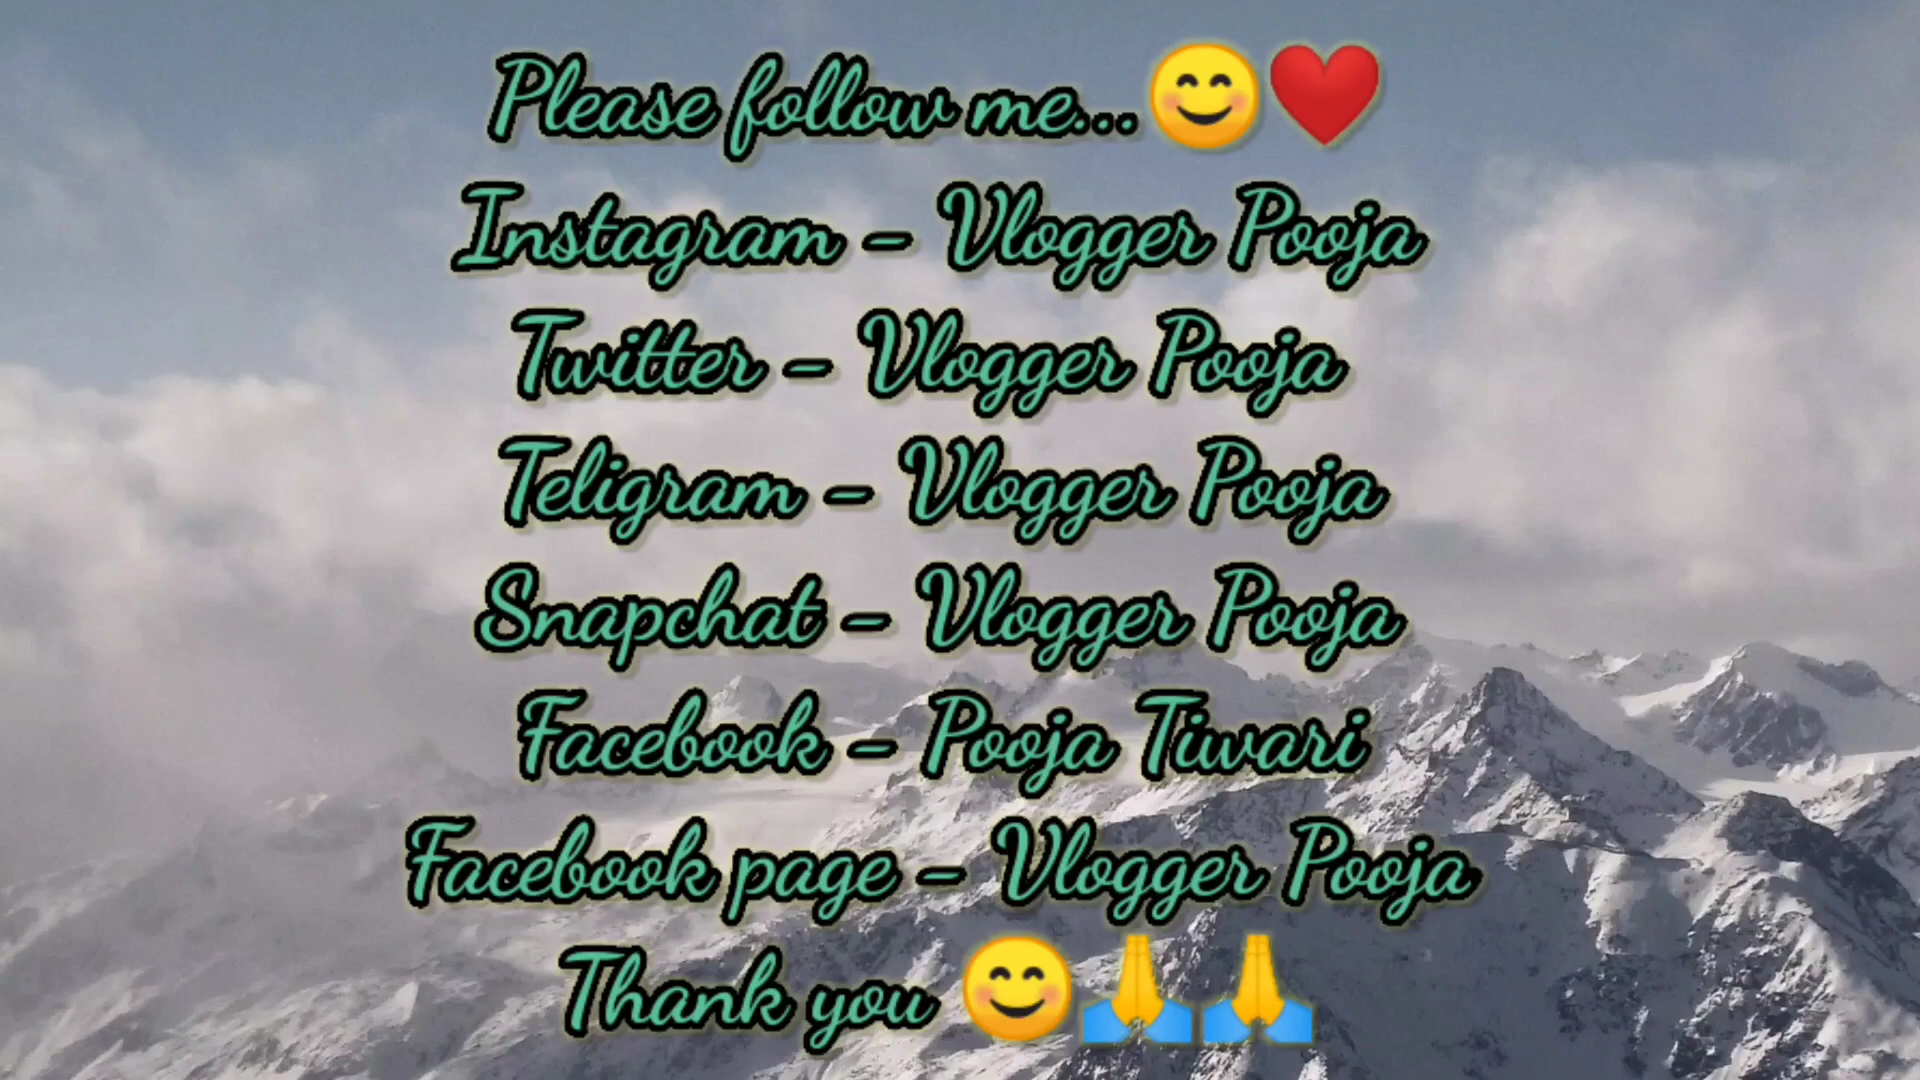 Please follow me...😊❤️
Instagram - Vlogger Pooja
Twitter - Vlogger Pooja
Teligram - Vlogger Pooja
Snapchat - Vlogger Pooja
Facebook - Pooja Tiwari
Facebook page - Vlogger Pooja
Thank you 😊🙏🙏